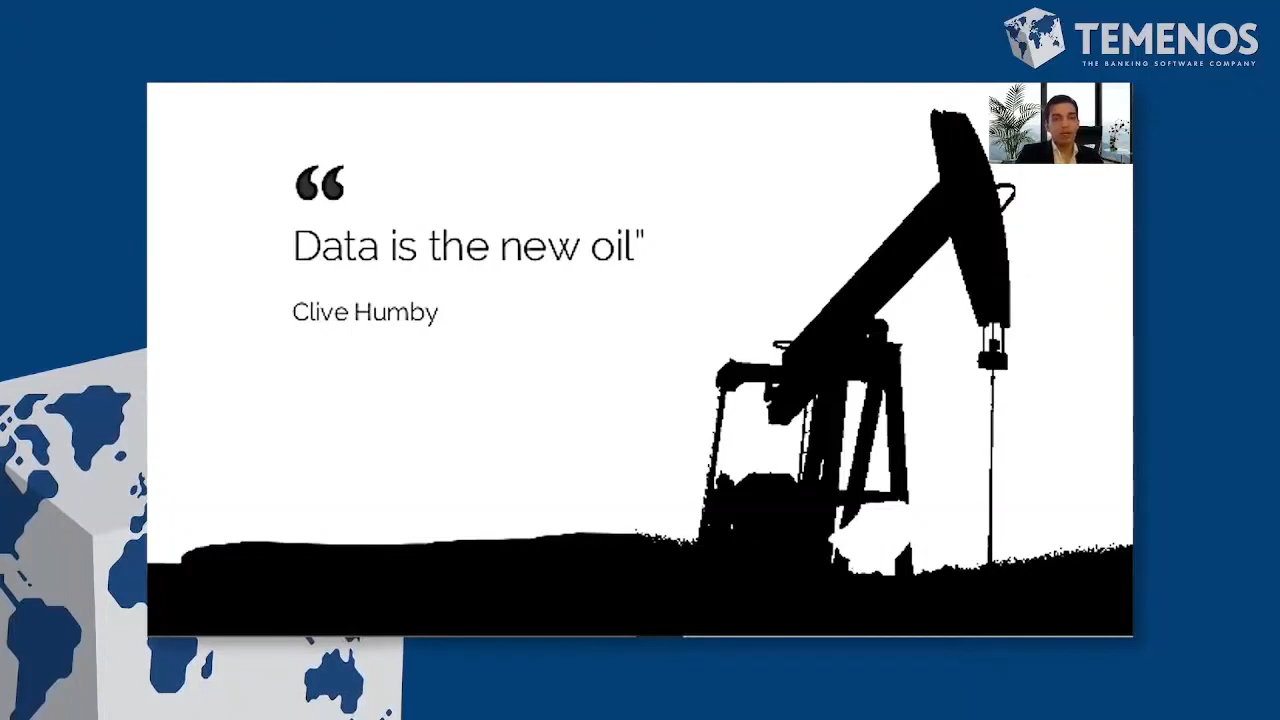 TEMENOS
THE BANKING SOFTWARE COMPANY
“
Data is the new oil"
Clive Humby